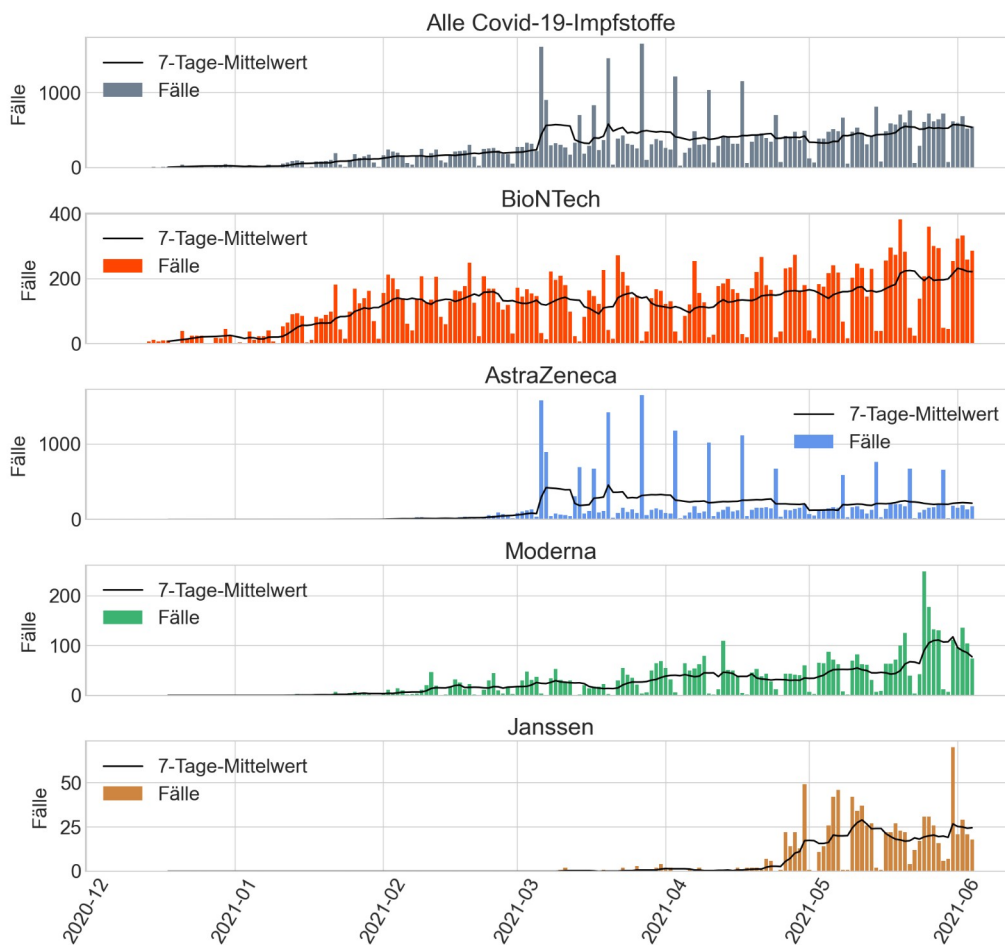 Alle Covid-19-Impfstoffe
Fälle
1000
0
7-Tage-Mittelwert
Fälle
BioNTech
Fälle
400
200
0
7-Tage-Mittelwert
Fälle
AstraZeneca
Fälle
1000
0
7-Tage-Mittelwert
Fälle
Moderna
Fälle
200
100
0
7-Tage-Mittelwert
Fälle
Janssen
Fälle
50
25
0
7-Tage-Mittelwert
Fälle
2020-12
2021-01
2021-02
2021-03
2021-04
2021-05
2021-06